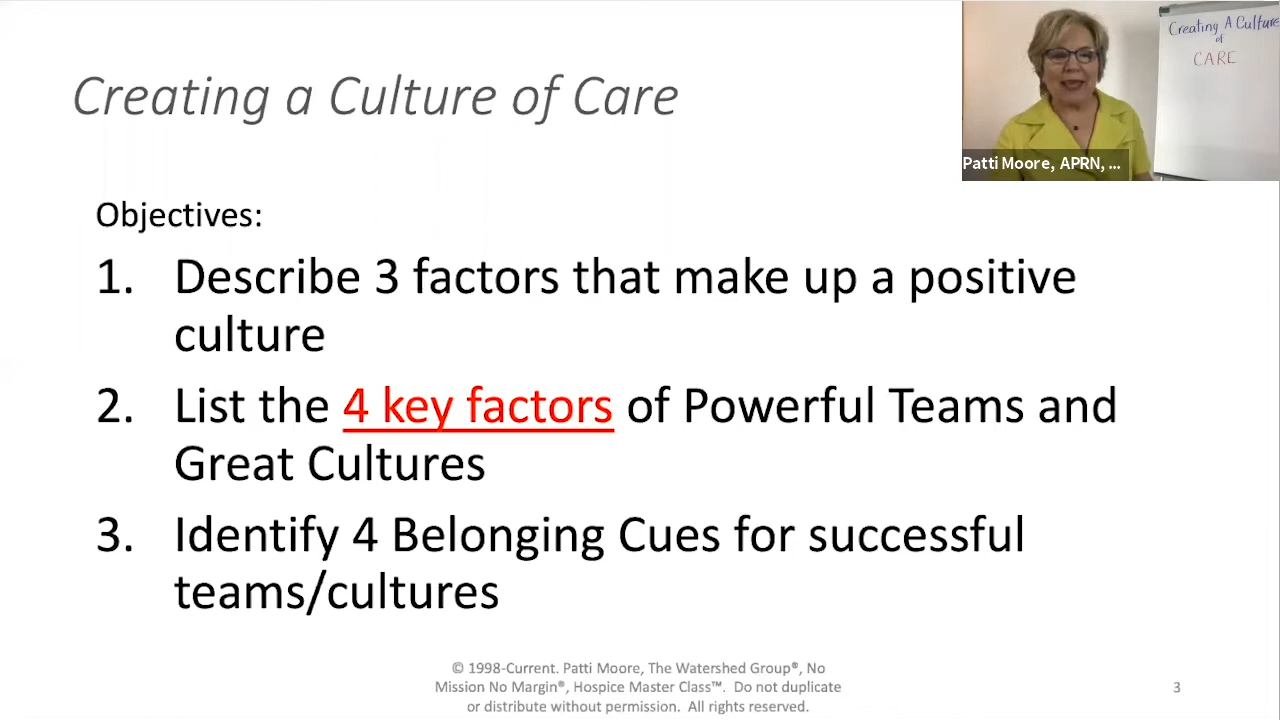 Creating a Culture of Care
Creating A Culture
of
CARE
Patti Moore, APRN, ...
Objectives:
1. Describe 3 factors that make up a positive
culture
2. List the 4 key factors of Powerful Teams and
Great Cultures
3. Identify 4 Belonging Cues for successful
teams/cultures
© 1998-Current. Patti Moore, The Watershed Group®, No
Mission No Margin®, Hospice Master Class™. Do not duplicate
or distribute without permission. All rights reserved.
3